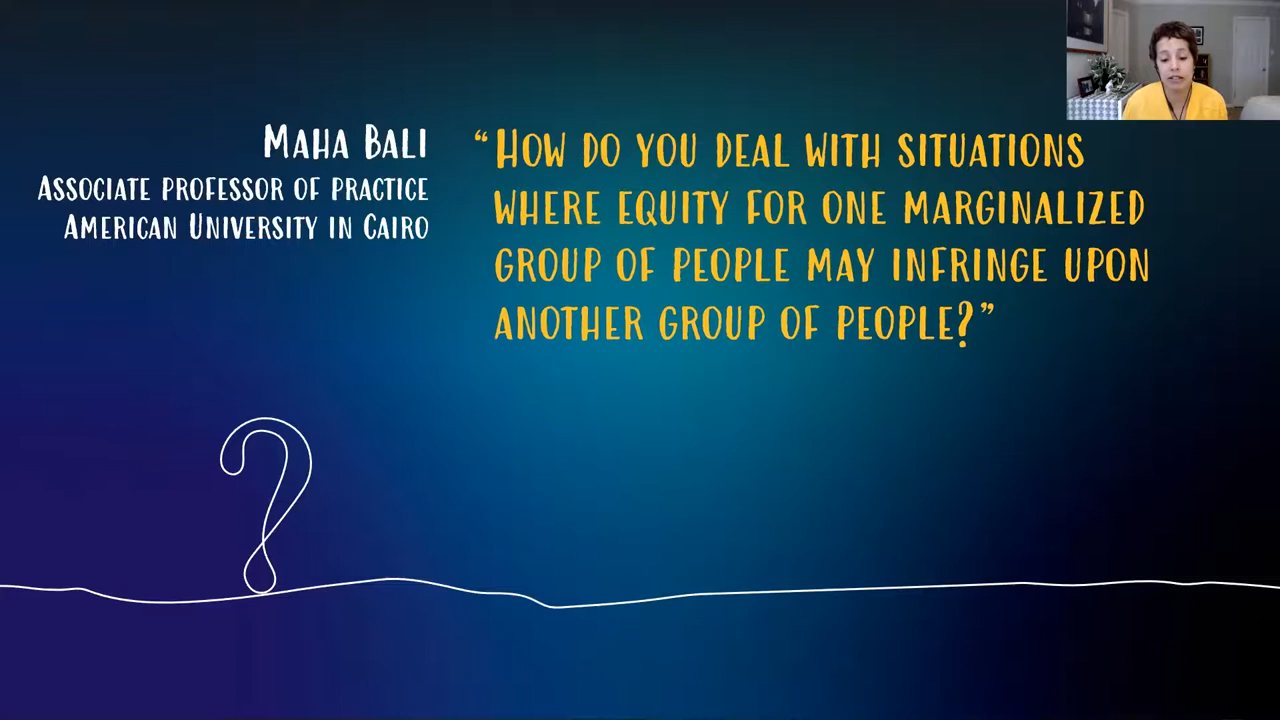 MAHA BALI
ASSOCIATE PROFESSOR OF PRACTICE
AMERICAN UNIVERSITY IN CAIRO
“HOW DO YOU DEAL WITH SITUATIONS
WHERE EQUITY FOR ONE MARGINALIZED
GROUP OF PEOPLE MAY INFRINGE UPON
ANOTHER GROUP OF PEOPLE?”